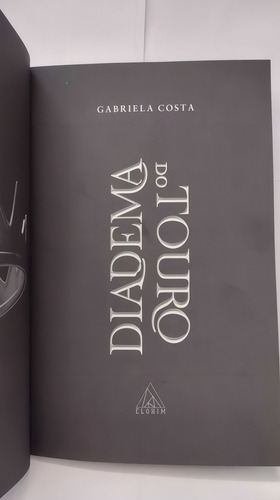 GABRIELA COSTA
DIADEMA
DO TOURO
ELOHIM